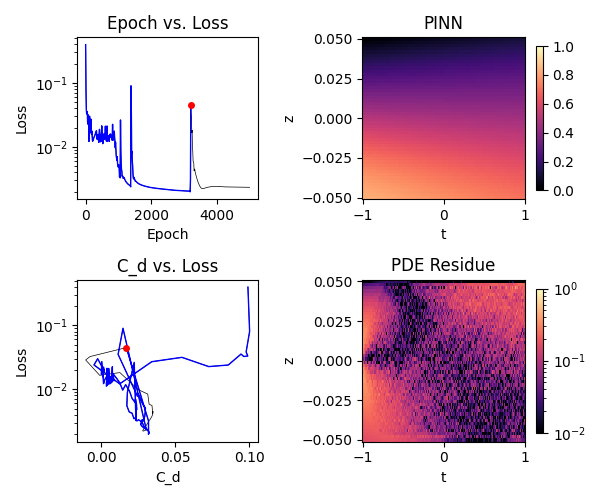 Epoch vs. Loss
Loss
10⁻¹
10⁻²
0
2000
4000
Epoch
PINN
z
0.050
0.025
0.000
−0.025
−0.050
−1
0
1
t
1.0
0.8
0.6
0.4
0.2
0.0
C_d vs. Loss
Loss
10⁻¹
10⁻²
0.00
0.05
0.10
C_d
PDE Residue
z
0.050
0.025
0.000
−0.025
−0.050
−1
0
1
t
10⁰
10⁻¹
10⁻²